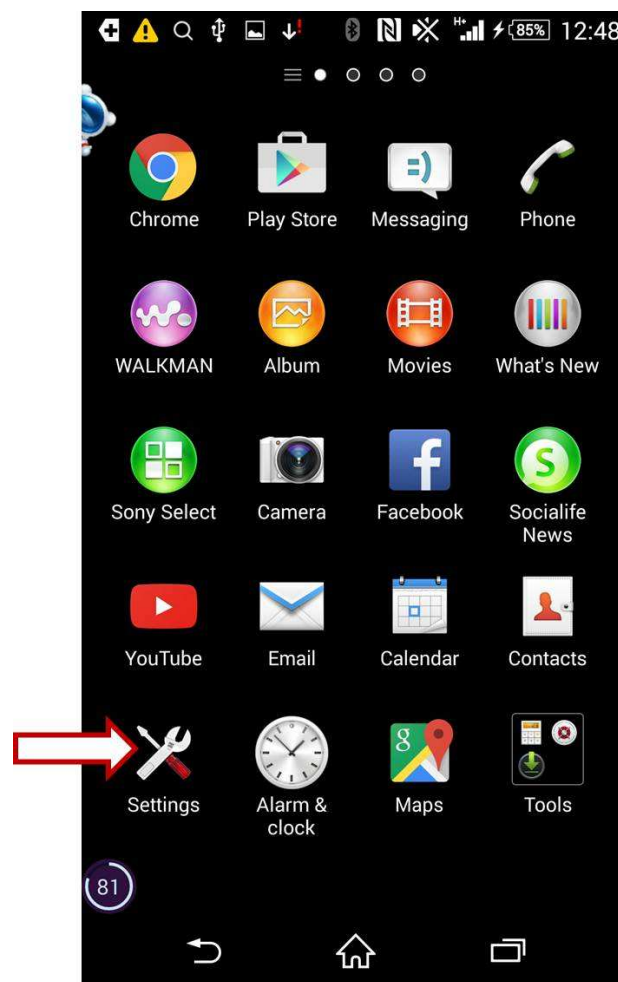 H+ 85% 12:48
Chrome Play Store Messaging Phone
WALKMAN Album Movies What's New
Sony Select Camera Facebook Socialife
News
YouTube Email Calendar Contacts
Settings Alarm & Maps Tools
clock
81